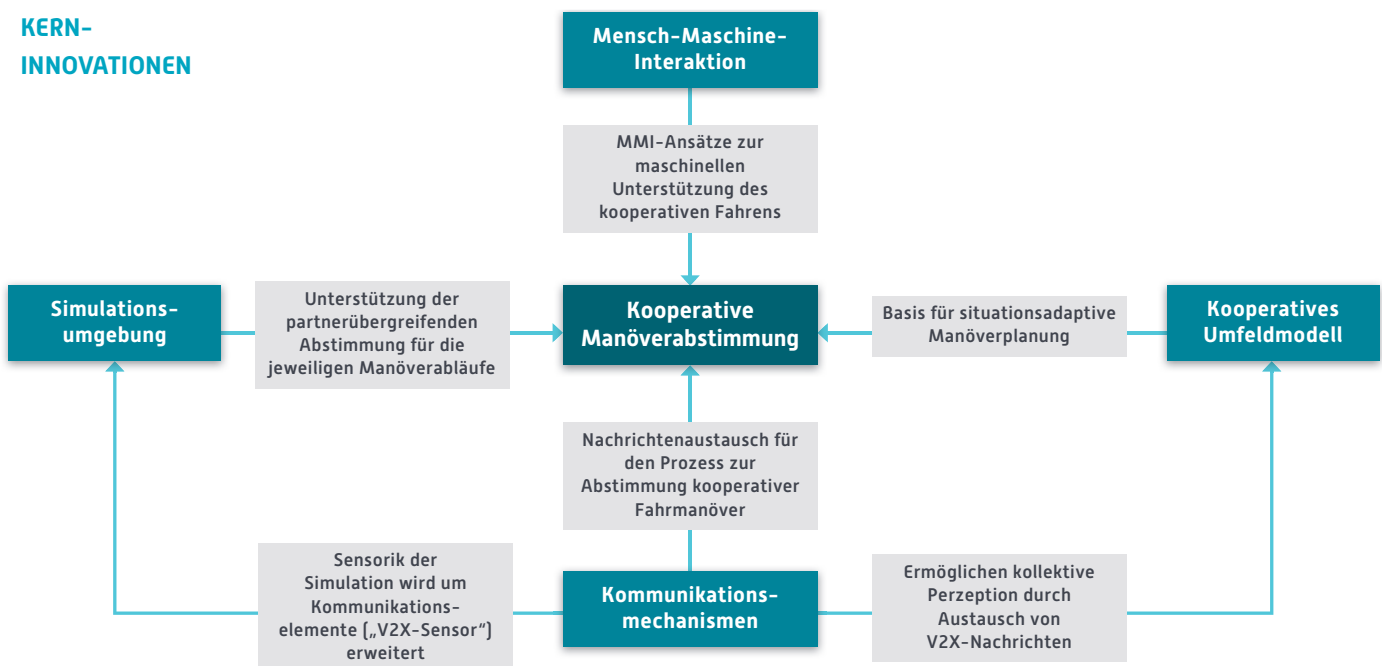 KERN-
INNOVATIONEN
Mensch-Maschine-
Interaktion
MMI-Ansätze zur
maschinellen
Unterstützung des
kooperativen Fahrens
Simulations-
umgebung
Unterstützung der
partnerübergreifenden
Abstimmung für die
jeweiligen Manöverabläufe
Kooperative
Manöverabstimmung
Basis für situationsadaptive
Manöverplanung
Kooperatives
Umfeldmodell
Nachrichtenaustausch für
den Prozess zur
Abstimmung kooperativer
Fahrmanöver
Sensorik der
Simulation wird um
Kommunikations-
elemente („V2X-Sensor“)
erweitert
Kommunikations-
mechanismen
Ermöglichen kollektive
Perzeption durch
Austausch von
V2X-Nachrichten